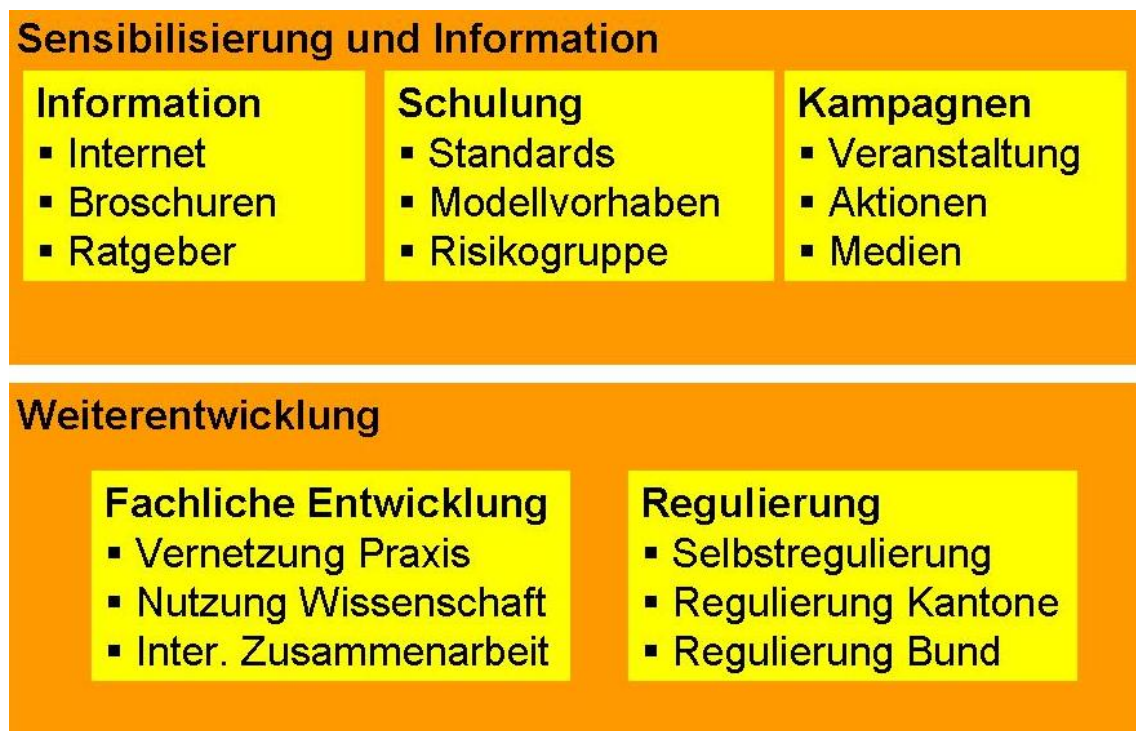 Sensibilisierung und Information
Information
▪ Internet
▪ Broschuren
▪ Ratgeber
Schulung
▪ Standards
▪ Modellvorhaben
▪ Risikogruppe
Kampagnen
▪ Veranstaltung
▪ Aktionen
▪ Medien
Weiterentwicklung
Fachliche Entwicklung
▪ Vernetzung Praxis
▪ Nutzung Wissenschaft
▪ Inter. Zusammenarbeit
Regulierung
▪ Selbstregulierung
▪ Regulierung Kantone
▪ Regulierung Bund